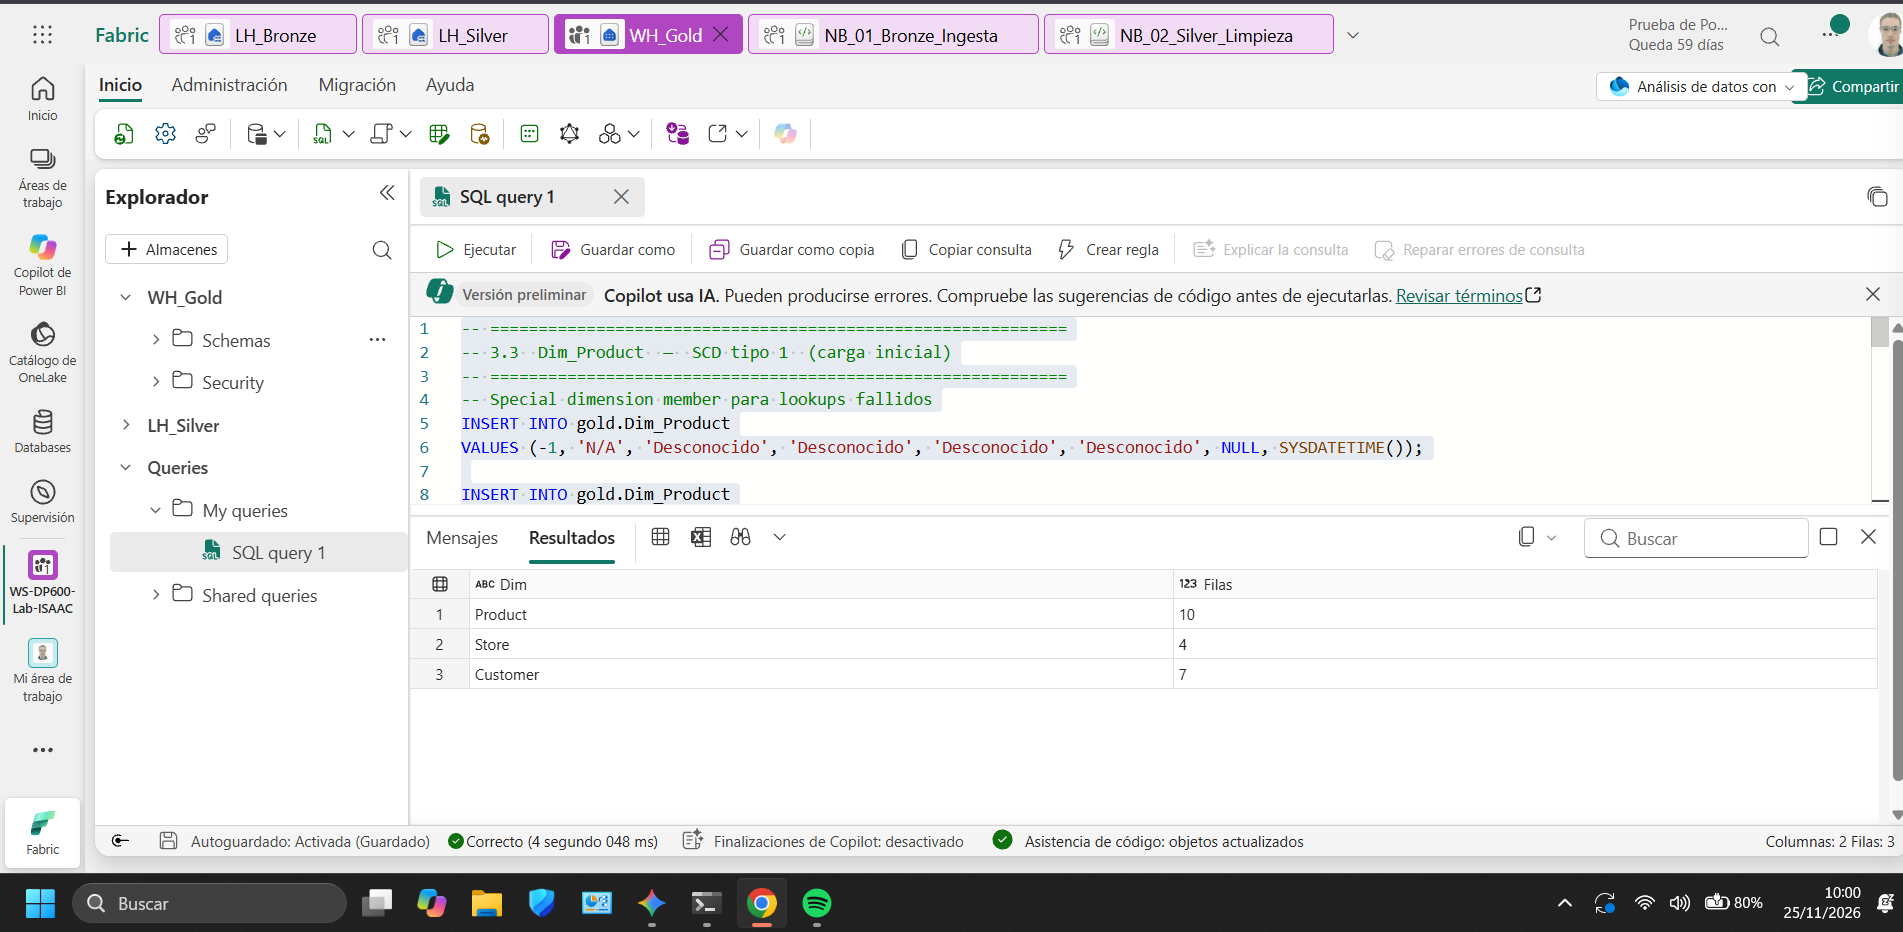 Fabric
LH_Bronze
LH_Silver
WH_Gold
NB_01_Bronze_Ingesta
NB_02_Silver_Limpieza
Prueba de Po...
Queda 59 días
Inicio
Administración
Migración
Ayuda
Análisis de datos con
Compartir
Inicio
Áreas de
trabajo
Copilot de
Power BI
Catálogo de
OneLake
Databases
Supervisión
WS-DP600-
Lab-ISAAC
Mi área de
trabajo
Fabric
Explorador
Almacenes
WH_Gold
Schemas
Security
LH_Silver
Queries
My queries
SQL query 1
Shared queries
SQL query 1
Ejecutar
Guardar como
Guardar como copia
Copiar consulta
Crear regla
Explicar la consulta
Reparar errores de consulta
Versión preliminar
Copilot usa IA. Pueden producirse errores. Compruebe las sugerencias de código antes de ejecutarlas. Revisar términos
1 -- ============================================================
2 -- 3.3  Dim_Product  —  SCD tipo 1  (carga inicial)
3 -- ============================================================
4 -- Special dimension member para lookups fallidos
5 INSERT INTO gold.Dim_Product
6 VALUES (-1, 'N/A', 'Desconocido', 'Desconocido', 'Desconocido', 'Desconocido', NULL, SYSDATETIME());
7
8 INSERT INTO gold.Dim_Product
Mensajes
Resultados
Buscar
ABC Dim 123 Filas
1 Product 10
2 Store 4
3 Customer 7
Autoguardado: Activada (Guardado)
Correcto (4 segundo 048 ms)
Finalizaciones de Copilot: desactivado
Asistencia de código: objetos actualizados
Columnas: 2 Filas: 3
Buscar
80%
10:00
25/11/2026